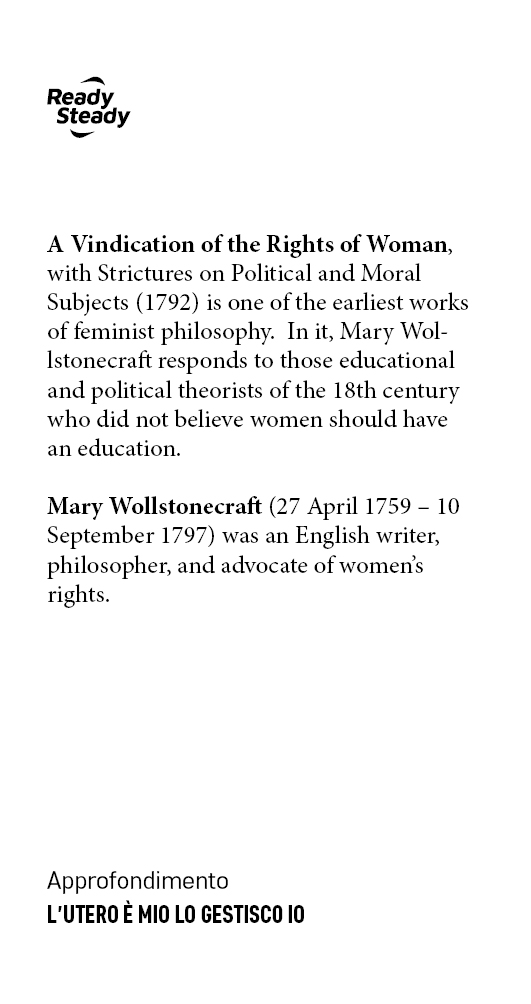 Ready
Steady
A Vindication of the Rights of Woman,
with Strictures on Political and Moral
Subjects (1792) is one of the earliest works
of feminist philosophy.  In it, Mary Wol-
lstonecraft responds to those educational
and political theorists of the 18th century
who did not believe women should have
an education.
Mary Wollstonecraft (27 April 1759 – 10
September 1797) was an English writer,
philosopher, and advocate of women’s
rights.
Approfondimento
L’UTERO È MIO LO GESTISCO IO